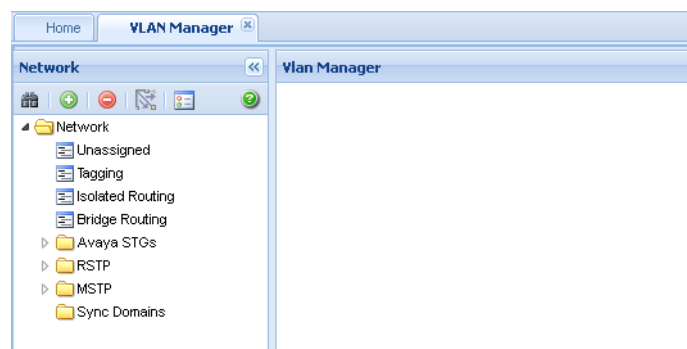 Home
VLAN Manager
Network
Vlan Manager
Network
Unassigned
Tagging
Isolated Routing
Bridge Routing
Avaya STGs
RSTP
MSTP
Sync Domains